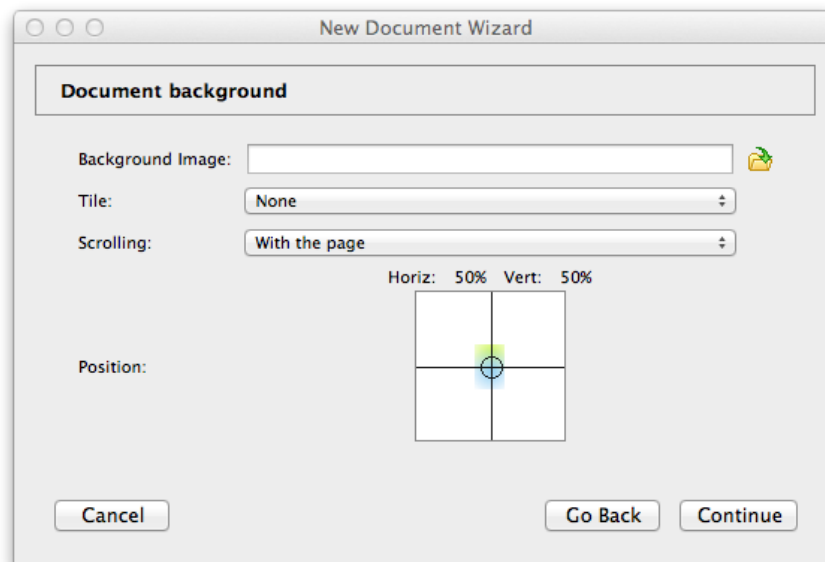 New Document Wizard
Document background
Background Image:
Tile: None
Scrolling: With the page
Horiz: 50% Vert: 50%
Position:
Cancel Go Back Continue